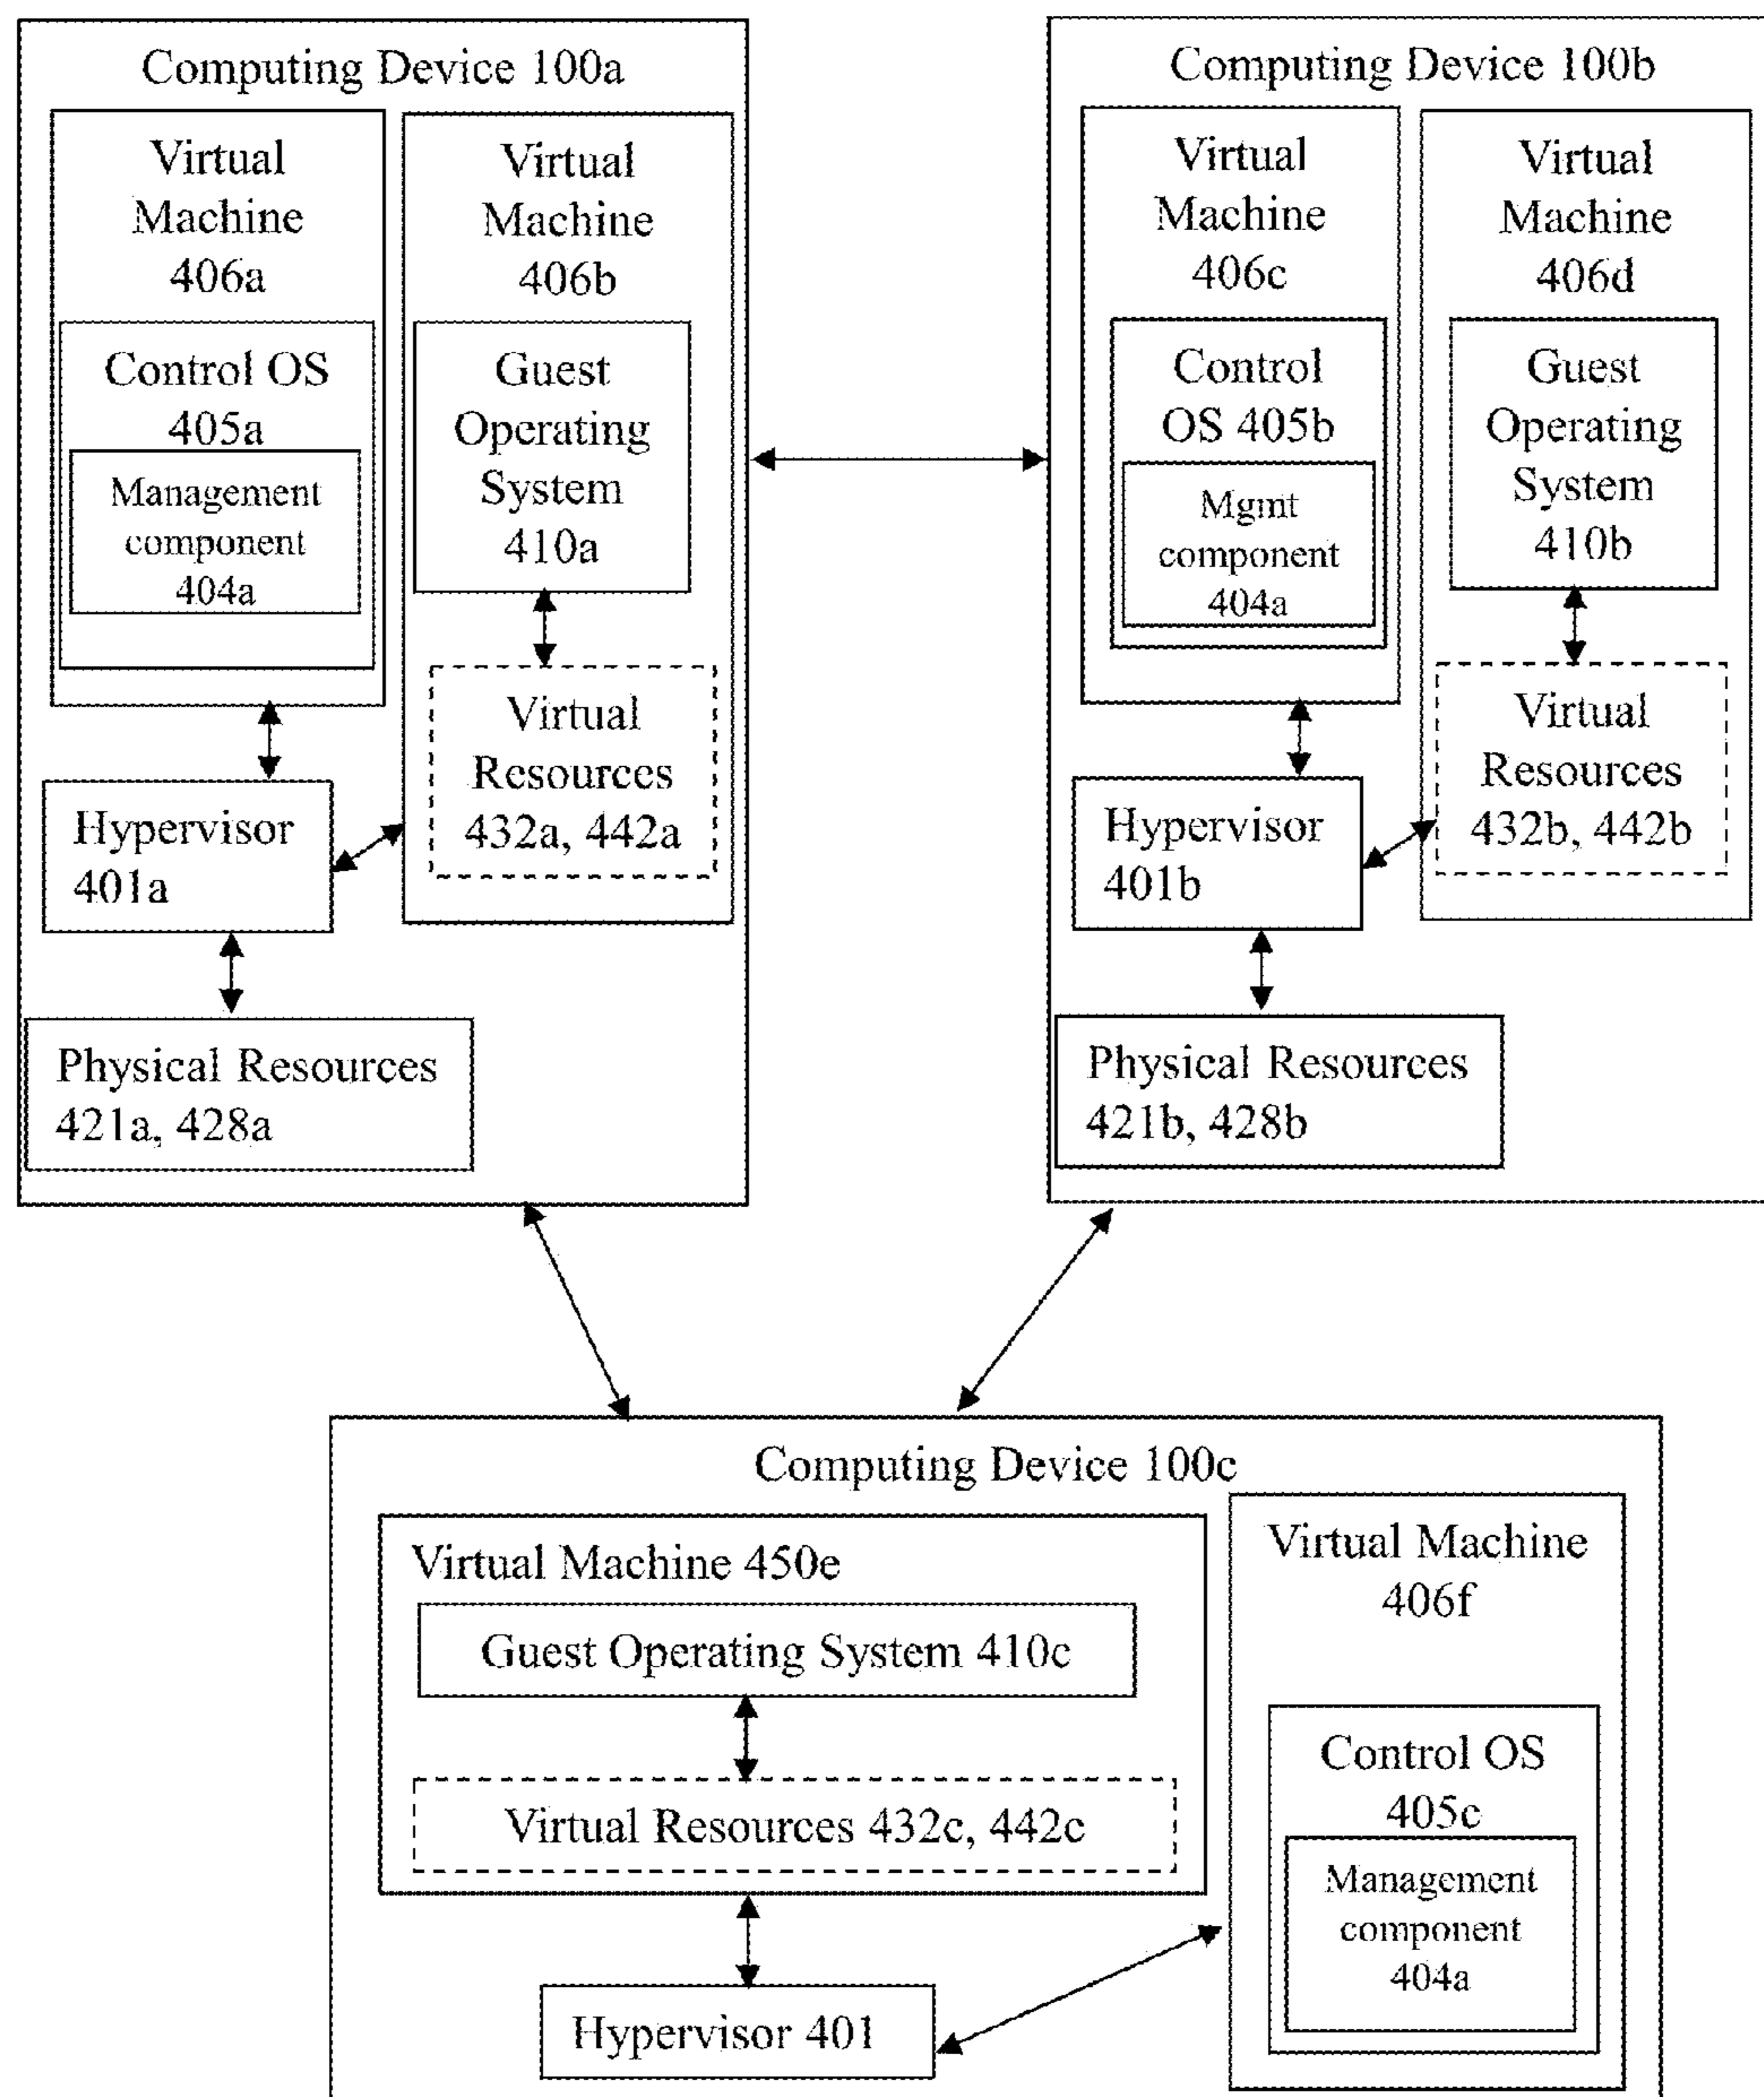 Computing Device 100a
Virtual
Machine
406a
Control OS
405a
Management
component
404a
Virtual
Machine
406b
Guest
Operating
System
410a
Virtual
Resources
432a, 442a
Hypervisor
401a
Physical Resources
421a, 428a
Computing Device 100b
Virtual
Machine
406c
Control
OS 405b
Mgmt
component
404a
Virtual
Machine
406d
Guest
Operating
System
410b
Virtual
Resources
432b, 442b
Hypervisor
401b
Physical Resources
421b, 428b
Computing Device 100c
Virtual Machine 450e
Guest Operating System 410c
Virtual Resources 432c, 442c
Hypervisor 401
Virtual Machine
406f
Control OS
405c
Management
component
404a